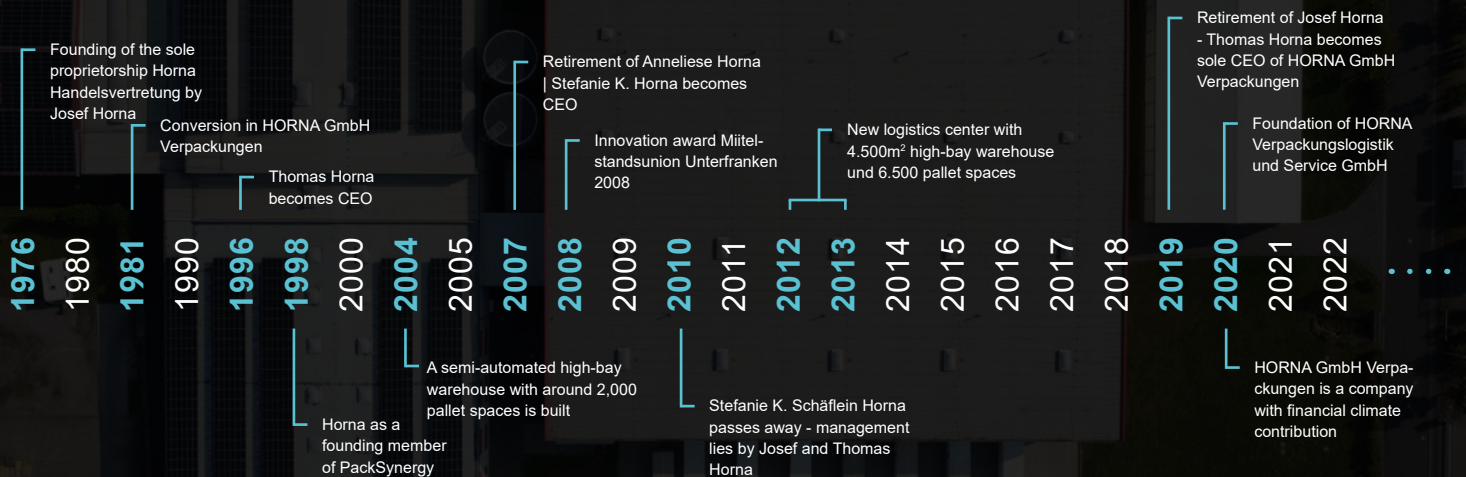 Founding of the sole
proprietorship Horna
Handelsvertretung by
Josef Horna
Conversion in HORNA GmbH
Verpackungen
Thomas Horna
becomes CEO
Retirement of Anneliese Horna
| Stefanie K. Horna becomes
CEO
Innovation award Miitel-
standsunion Unterfranken
2008
New logistics center with
4.500m² high-bay warehouse
und 6.500 pallet spaces
Retirement of Josef Horna
- Thomas Horna becomes
sole CEO of HORNA GmbH
Verpackungen
Foundation of HORNA
Verpackungslogistik
und Service GmbH
1976
1980
1981
1990
1996
1998
2000
2004
2005
2007
2008
2009
2010
2011
2012
2013
2014
2015
2016
2017
2018
2019
2020
2021
2022
.....
Horna as a
founding member
of PackSynergy
A semi-automated high-bay
warehouse with around 2,000
pallet spaces is built
Stefanie K. Schäflein Horna
passes away - management
lies by Josef and Thomas
Horna
HORNA GmbH Verpa-
ckungen is a company
with financial climate
contribution